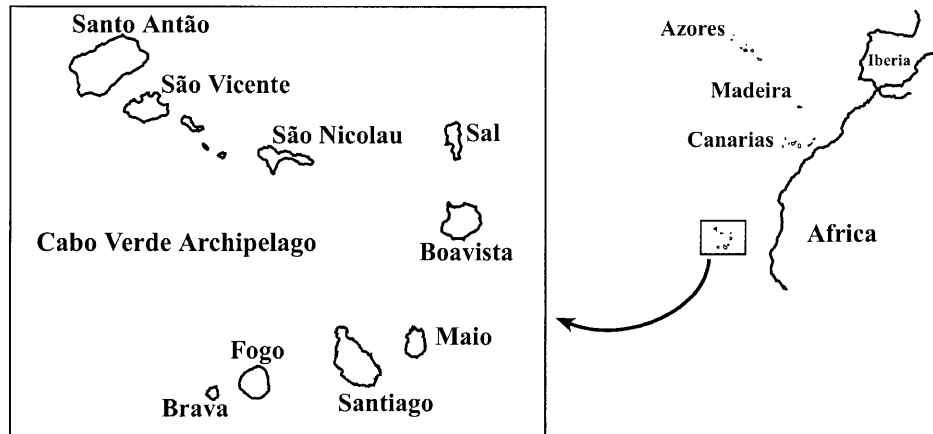 Santo Antão
São Vicente
São Nicolau
Sal
Cabo Verde Archipelago
Boavista
Fogo
Maio
Brava
Santiago
Azores
Iberia
Madeira
Canarias
Africa